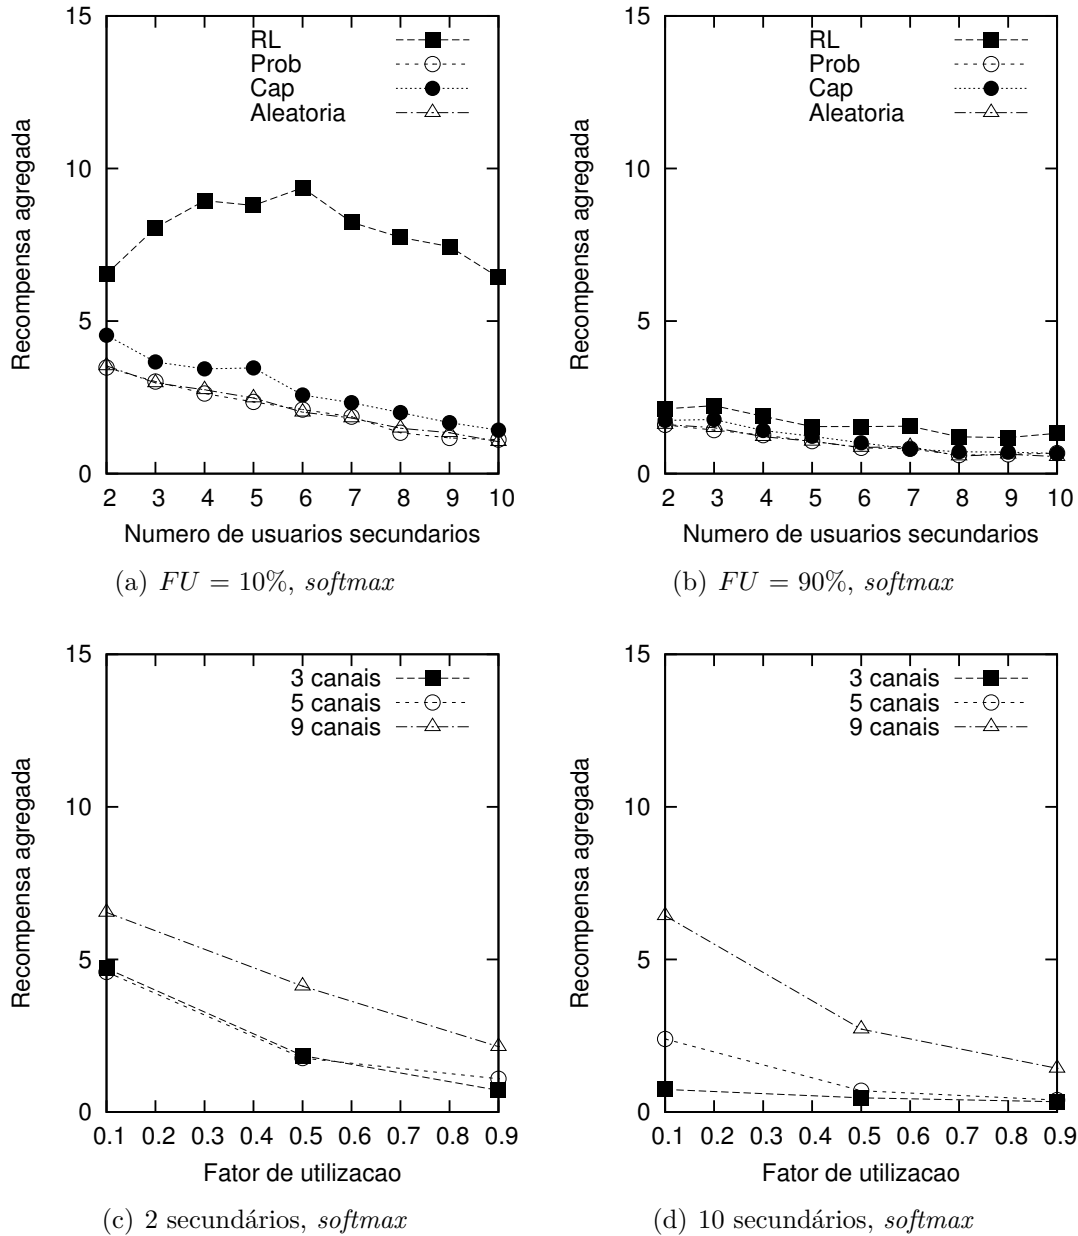 15
10
5
0
Recompensa agregada
RL
Prob
Cap
Aleatoria
2 3 4 5 6 7 8 9 10
Numero de usuarios secundarios
(a) FU = 10%, softmax
15
10
5
0
Recompensa agregada
RL
Prob
Cap
Aleatoria
2 3 4 5 6 7 8 9 10
Numero de usuarios secundarios
(b) FU = 90%, softmax
15
10
5
0
Recompensa agregada
3 canais
5 canais
9 canais
0.1 0.2 0.3 0.4 0.5 0.6 0.7 0.8 0.9
Fator de utilizacao
(c) 2 secundários, softmax
15
10
5
0
Recompensa agregada
3 canais
5 canais
9 canais
0.1 0.2 0.3 0.4 0.5 0.6 0.7 0.8 0.9
Fator de utilizacao
(d) 10 secundários, softmax